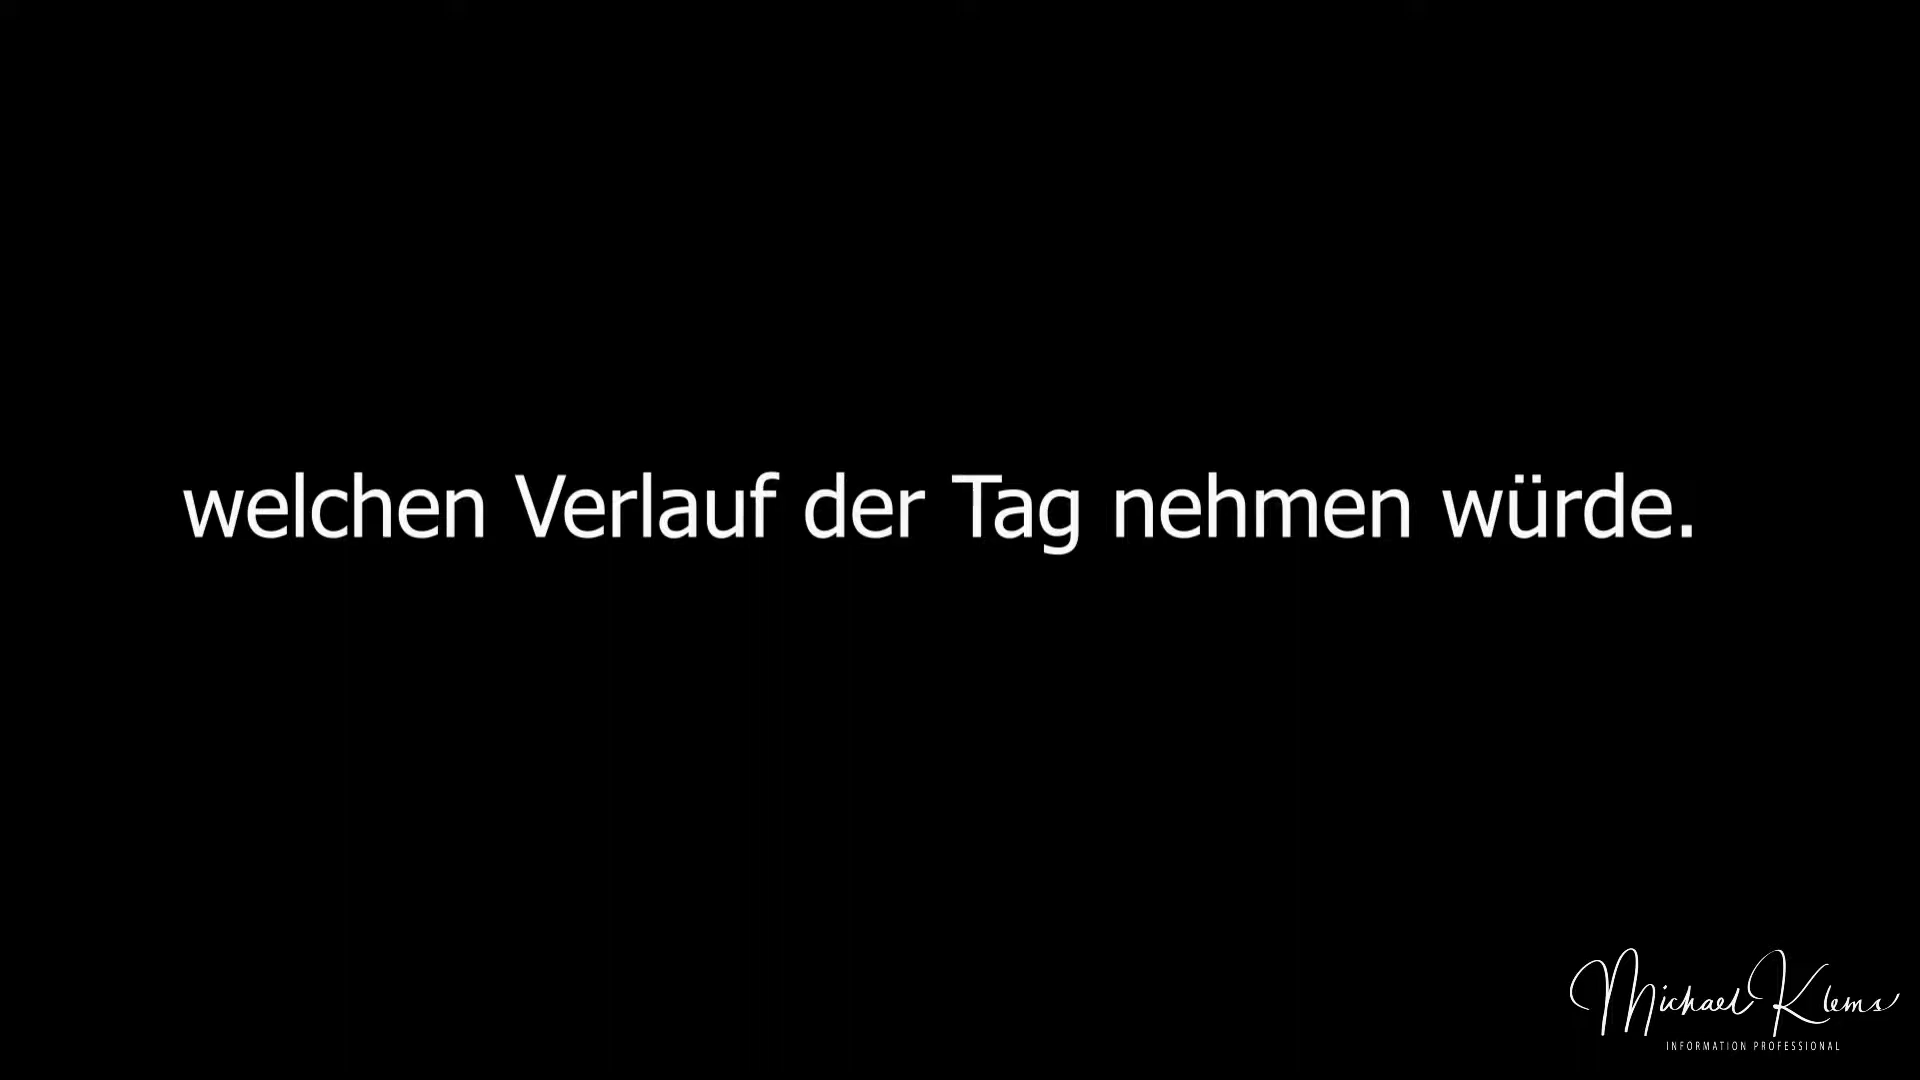 welchen Verlauf der Tag nehmen würde.
Michael Klems
INFORMATION PROFESSIONAL